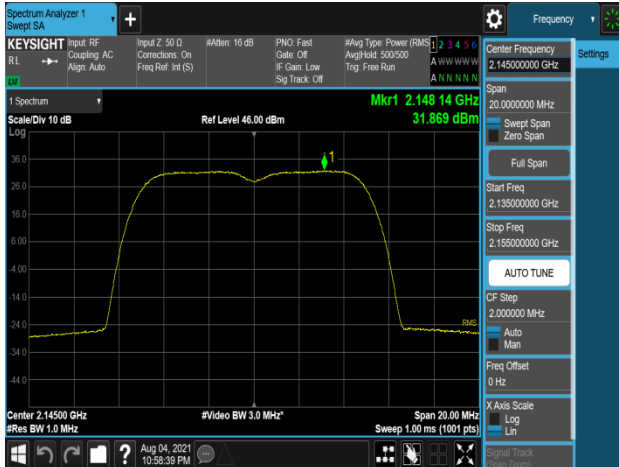 Spectrum Analyzer 1
Swept SA
+
Frequency
KEYSIGHT
RL
Input: RF
Coupling: AC
Align: Auto
Input Z: 50 Ω
Corrections: On
Freq Ref: Int (S)
#Atten: 16 dB
PNO: Fast
Gate: Off
IF Gain: Low
Sig Track: Off
#Avg Type: Power (RMS
Avg|Hold: 500/500
Trig: Free Run
1 2 3 4 5 6
A W W W W W
A N N N N N
1 Spectrum
Scale/Div 10 dB
Log
Ref Level 46.00 dBm
Mkr1 2.148 14 GHz
31.869 dBm
36.0
26.0
16.0
6.00
-4.00
-14.0
-24.0
-34.0
-44.0
1
RMS
Center 2.14500 GHz
#Res BW 1.0 MHz
#Video BW 3.0 MHz*
Span 20.00 MHz
Sweep 1.00 ms (1001 pts)
Aug 04, 2021
10:58:39 PM
?
Center Frequency
2.145000000 GHz
Span
20.0000000 MHz
Swept Span
Zero Span
Full Span
Start Freq
2.135000000 GHz
Stop Freq
2.155000000 GHz
AUTO TUNE
CF Step
2.000000 MHz
Auto
Man
Freq Offset
0 Hz
X Axis Scale
Log
Lin
Signal Track
(Span Zoom)
Settings